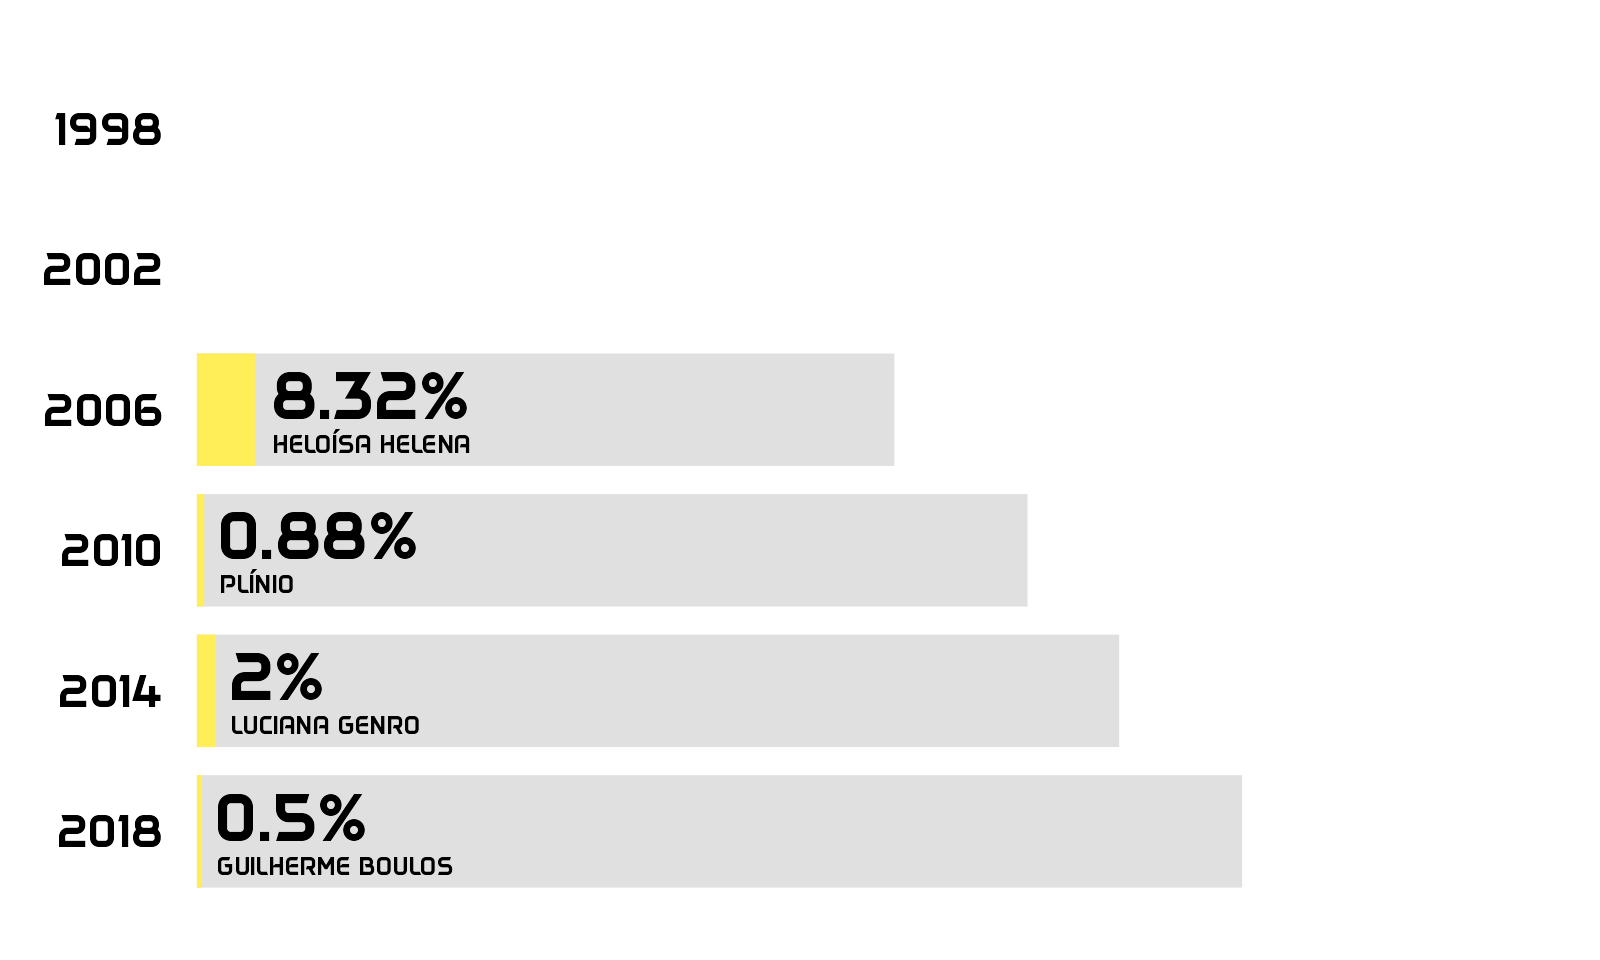 1998
2002
2006
8.32%
HELOÍSA HELENA
2010
0.88%
PLÍNIO
2014
2%
LUCIANA GENRO
2018
0.5%
GUILHERME BOULOS